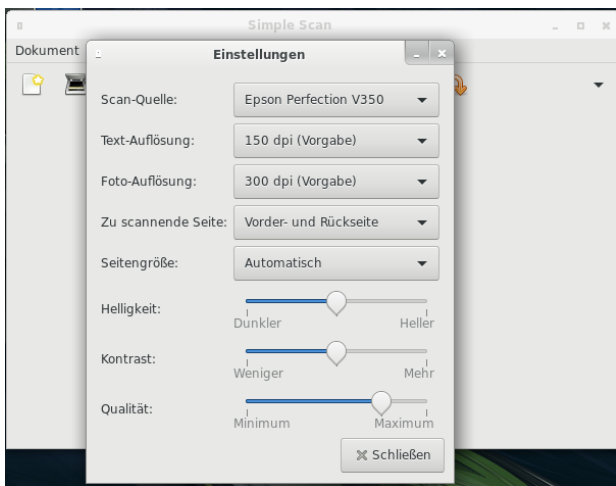 Simple Scan
Dokument
Einstellungen
Scan-Quelle: Epson Perfection V350
Text-Auflösung: 150 dpi (Vorgabe)
Foto-Auflösung: 300 dpi (Vorgabe)
Zu scannende Seite: Vorder- und Rückseite
Seitengröße: Automatisch
Helligkeit:
Dunkler Heller
Kontrast:
Weniger Mehr
Qualität:
Minimum Maximum
Schließen